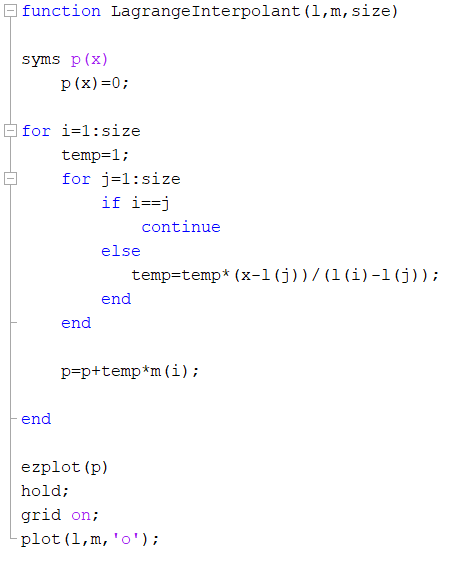 function LagrangeInterpolant(l,m,size)
syms p(x)
p(x)=0;
for i=1:size
temp=1;
for j=1:size
if i==j
continue
else
temp=temp*(x-l(j))/(l(i)-l(j));
end
end
p=p+temp*m(i);
end
ezplot(p)
hold;
grid on;
plot(l,m,'o');